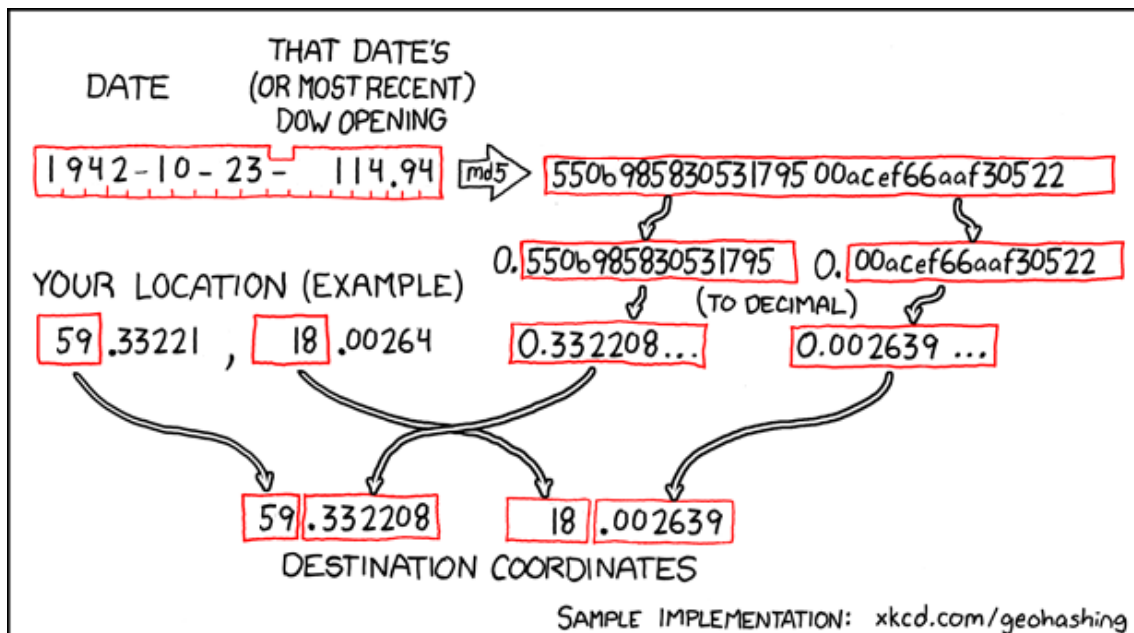 DATE
THAT DATE'S
(OR MOST RECENT)
DOW OPENING
1942-10-23- 114.94
md5
550b985830531795 00acef66aaf30522
0.550b985830531795
0.00acef66aaf30522
YOUR LOCATION (EXAMPLE)
(TO DECIMAL)
59.33221, 18.00264
0.332208...
0.002639 ...
59.332208
18.002639
DESTINATION COORDINATES
SAMPLE IMPLEMENTATION: xkcd.com/geohashing